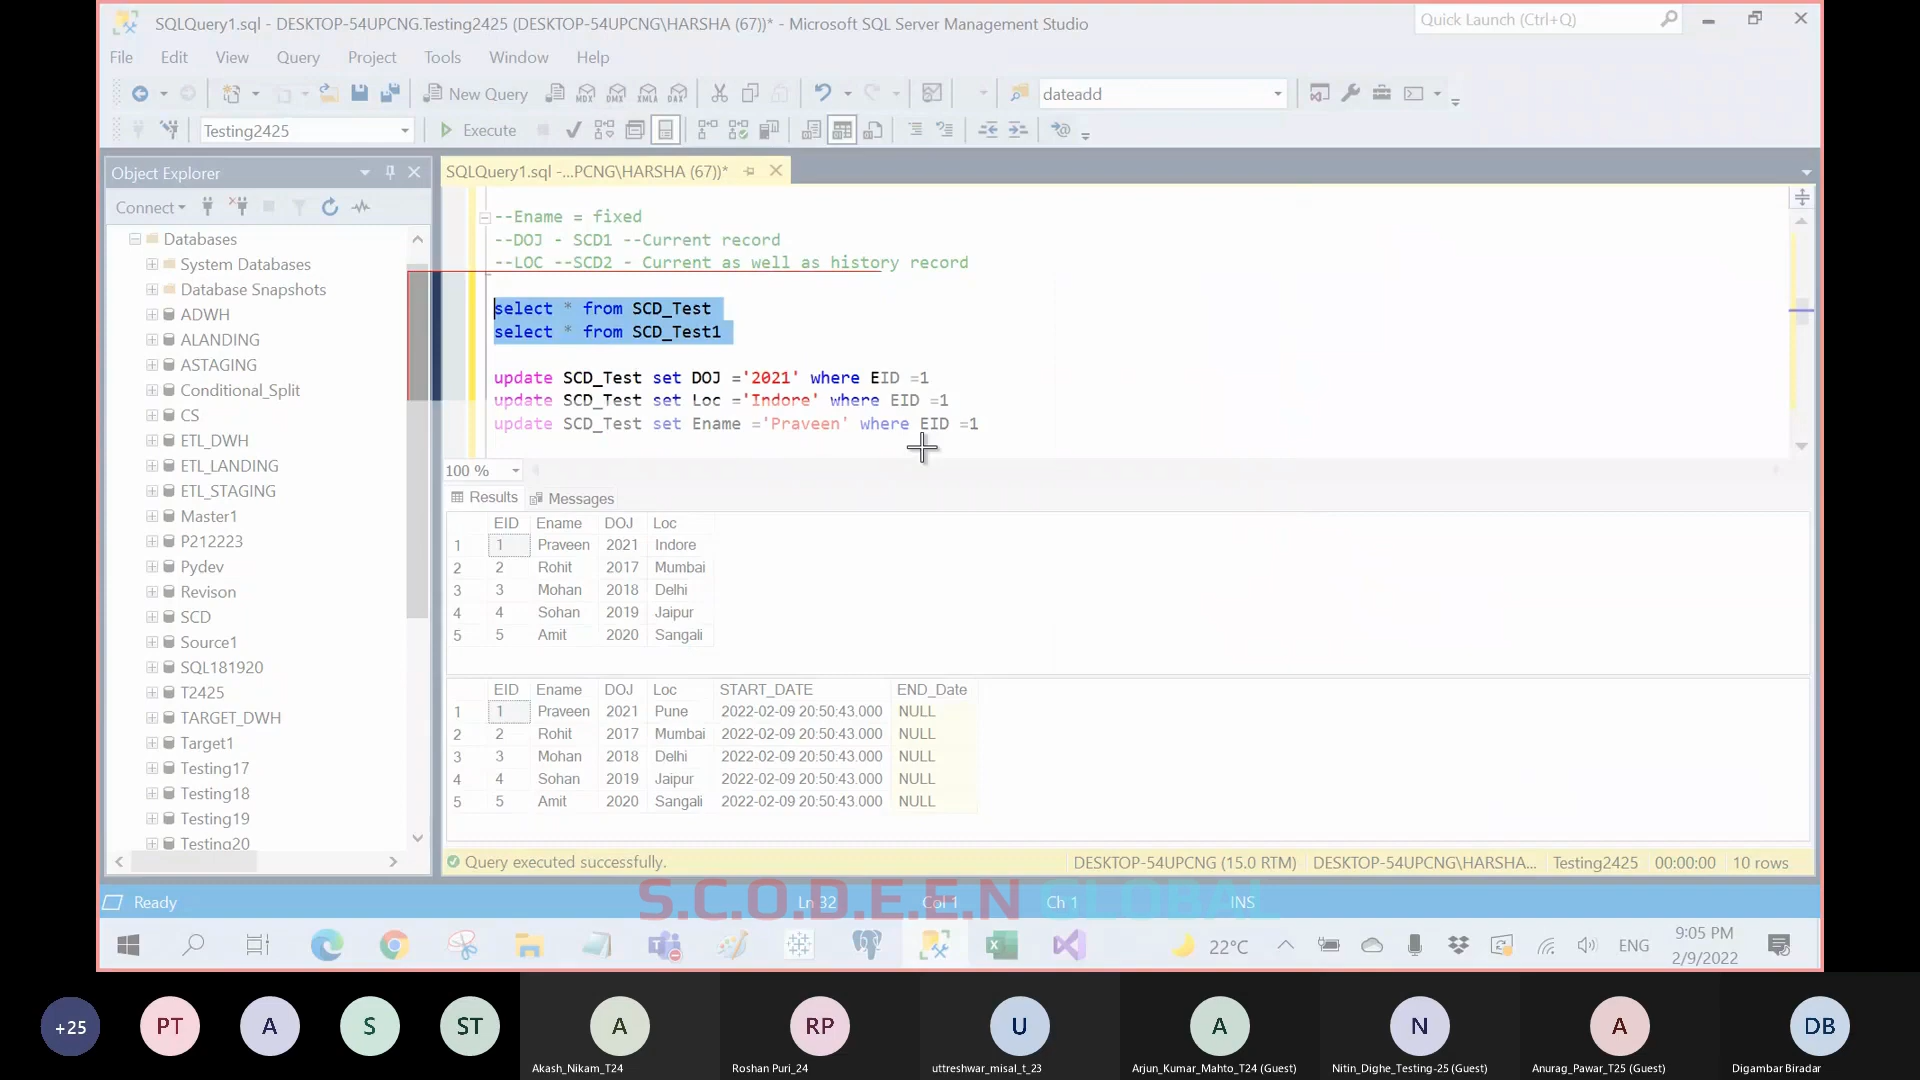 SQLQuery1.sql - DESKTOP-54UPCNG.Testing2425 (DESKTOP-54UPCNG\HARSHA (67))* - Microsoft SQL Server Management Studio
Quick Launch (Ctrl+Q)
File Edit View Query Project Tools Window Help
New Query
MDX DMX XMLA DAX
dateadd
Testing2425
Execute
Object Explorer
SQLQuery1.sql -...PCNG\HARSHA (67))*
Connect
Databases
System Databases
Database Snapshots
ADWH
ALANDING
ASTAGING
Conditional_Split
CS
ETL_DWH
ETL_LANDING
ETL_STAGING
Master1
P212223
Pydev
Revison
SCD
Source1
SQL181920
T2425
TARGET_DWH
Target1
Testing17
Testing18
Testing19
Testing20
--Ename = fixed
--DOJ - SCD1 --Current record
--LOC --SCD2 - Current as well as history record
select * from SCD_Test
select * from SCD_Test1
update SCD_Test set DOJ ='2021' where EID =1
update SCD_Test set Loc ='Indore' where EID =1
update SCD_Test set Ename ='Praveen' where EID =1
100 %
Results Messages
EID Ename DOJ Loc
1 1 Praveen 2021 Indore
2 2 Rohit 2017 Mumbai
3 3 Mohan 2018 Delhi
4 4 Sohan 2019 Jaipur
5 5 Amit 2020 Sangali
EID Ename DOJ Loc START_DATE END_Date
1 1 Praveen 2021 Pune 2022-02-09 20:50:43.000 NULL
2 2 Rohit 2017 Mumbai 2022-02-09 20:50:43.000 NULL
3 3 Mohan 2018 Delhi 2022-02-09 20:50:43.000 NULL
4 4 Sohan 2019 Jaipur 2022-02-09 20:50:43.000 NULL
5 5 Amit 2020 Sangali 2022-02-09 20:50:43.000 NULL
Query executed successfully. DESKTOP-54UPCNG (15.0 RTM) DESKTOP-54UPCNG\HARSHA... Testing2425 00:00:00 10 rows
S.C.O.D.E.E.N GLOBAL
Ready Ln 32 Col 1 Ch 1 INS
22°C ENG 9:05 PM
2/9/2022
+25 PT A S ST A RP U A N A DB
Akash_Nikam_T24 Roshan Puri_24 uttreshwar_misal_t_23 Arjun_Kumar_Mahto_T24 (Guest) Nitin_Dighe_Testing-25 (Guest) Anurag_Pawar_T25 (Guest) Digambar Biradar